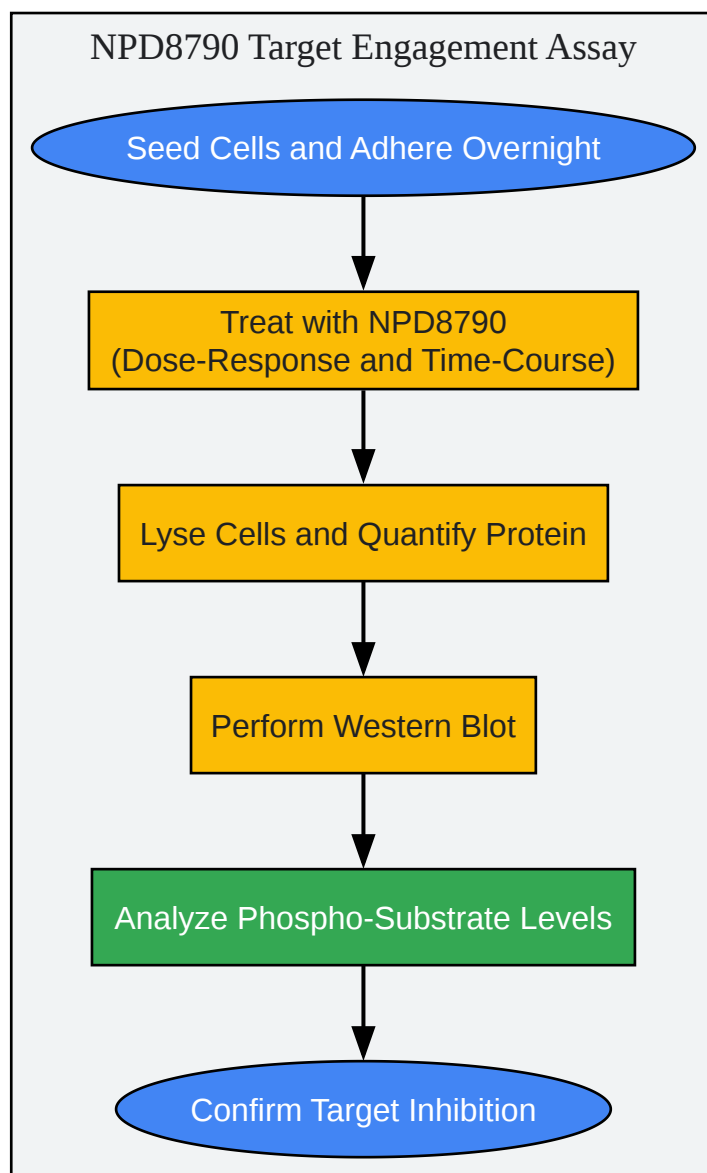 NPD8790 Target Engagement Assay
Seed Cells and Adhere Overnight
Treat with NPD8790
(Dose-Response and Time-Course)
Lyse Cells and Quantify Protein
Perform Western Blot
Analyze Phospho-Substrate Levels
Confirm Target Inhibition